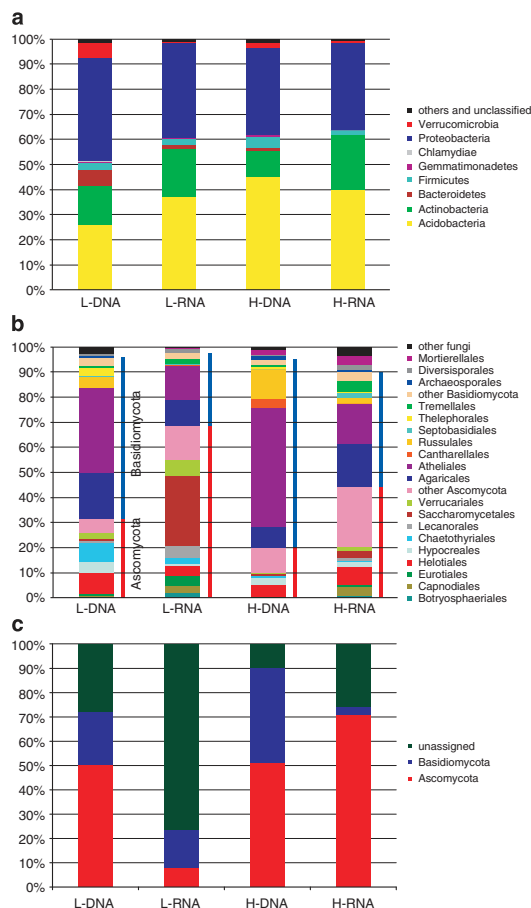 a
100%
90%
80%
70%
60%
50%
40%
30%
20%
10%
0%
L-DNA L-RNA H-DNA H-RNA
others and unclassified
Verrucomicrobia
Proteobacteria
Chlamydiae
Gemmatimonadetes
Firmicutes
Bacteroidetes
Actinobacteria
Acidobacteria
b
100%
90%
80%
70%
60%
50%
40%
30%
20%
10%
0%
Basidiomycota
Ascomycota
L-DNA L-RNA H-DNA H-RNA
other fungi
Mortierellales
Diversisporales
Archaeosporales
other Basidiomycota
Tremellales
Thelephorales
Septobasidiales
Russulales
Cantharellales
Atheliales
Agaricales
other Ascomycota
Verrucariales
Saccharomycetales
Lecanorales
Chaetothyriales
Hypocreales
Helotiales
Eurotiales
Capnodiales
Botryosphaeriales
c
100%
90%
80%
70%
60%
50%
40%
30%
20%
10%
0%
L-DNA L-RNA H-DNA H-RNA
unassigned
Basidiomycota
Ascomycota